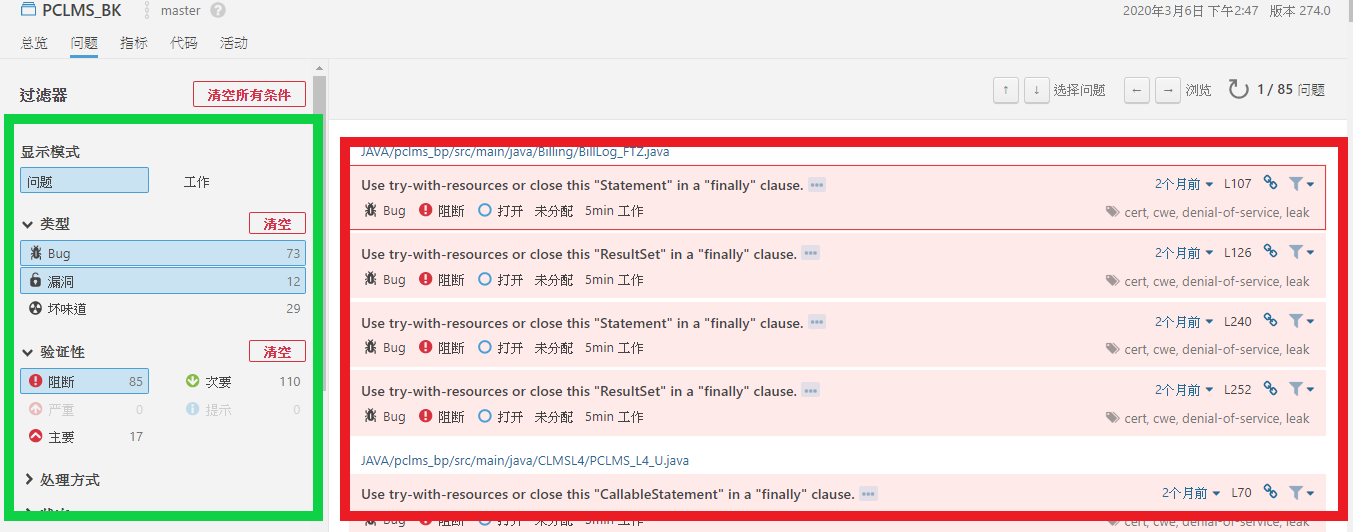 PCLMS_BK master ? 2020年3月6日 下午2:47 版本 274.0
总览 问题 指标 代码 活动
过滤器 清空所有条件
↑ ↓ 选择问题 ← → 浏览 1 / 85 问题
显示模式
问题 工作
类型 清空
Bug 73
漏洞 12
坏味道 29
验证性 清空
阻断 85 次要 110
严重 0 提示 0
主要 17
处理方式
JAVA/pclms_bp/src/main/java/Billing/BillLog_FTZ.java
Use try-with-resources or close this "Statement" in a "finally" clause. ••• 2个月前 L107
Bug 阻断 打开 未分配 5min 工作 cert, cwe, denial-of-service, leak
Use try-with-resources or close this "ResultSet" in a "finally" clause. ••• 2个月前 L126
Bug 阻断 打开 未分配 5min 工作 cert, cwe, denial-of-service, leak
Use try-with-resources or close this "Statement" in a "finally" clause. ••• 2个月前 L240
Bug 阻断 打开 未分配 5min 工作 cert, cwe, denial-of-service, leak
Use try-with-resources or close this "ResultSet" in a "finally" clause. ••• 2个月前 L252
Bug 阻断 打开 未分配 5min 工作 cert, cwe, denial-of-service, leak
JAVA/pclms_bp/src/main/java/CLMSL4/PCLMS_L4_U.java
Use try-with-resources or close this "CallableStatement" in a "finally" clause. ••• 2个月前 L70
Bug 阻断 打开 未分配 5min 工作 cert, cwe, denial-of-service, leak